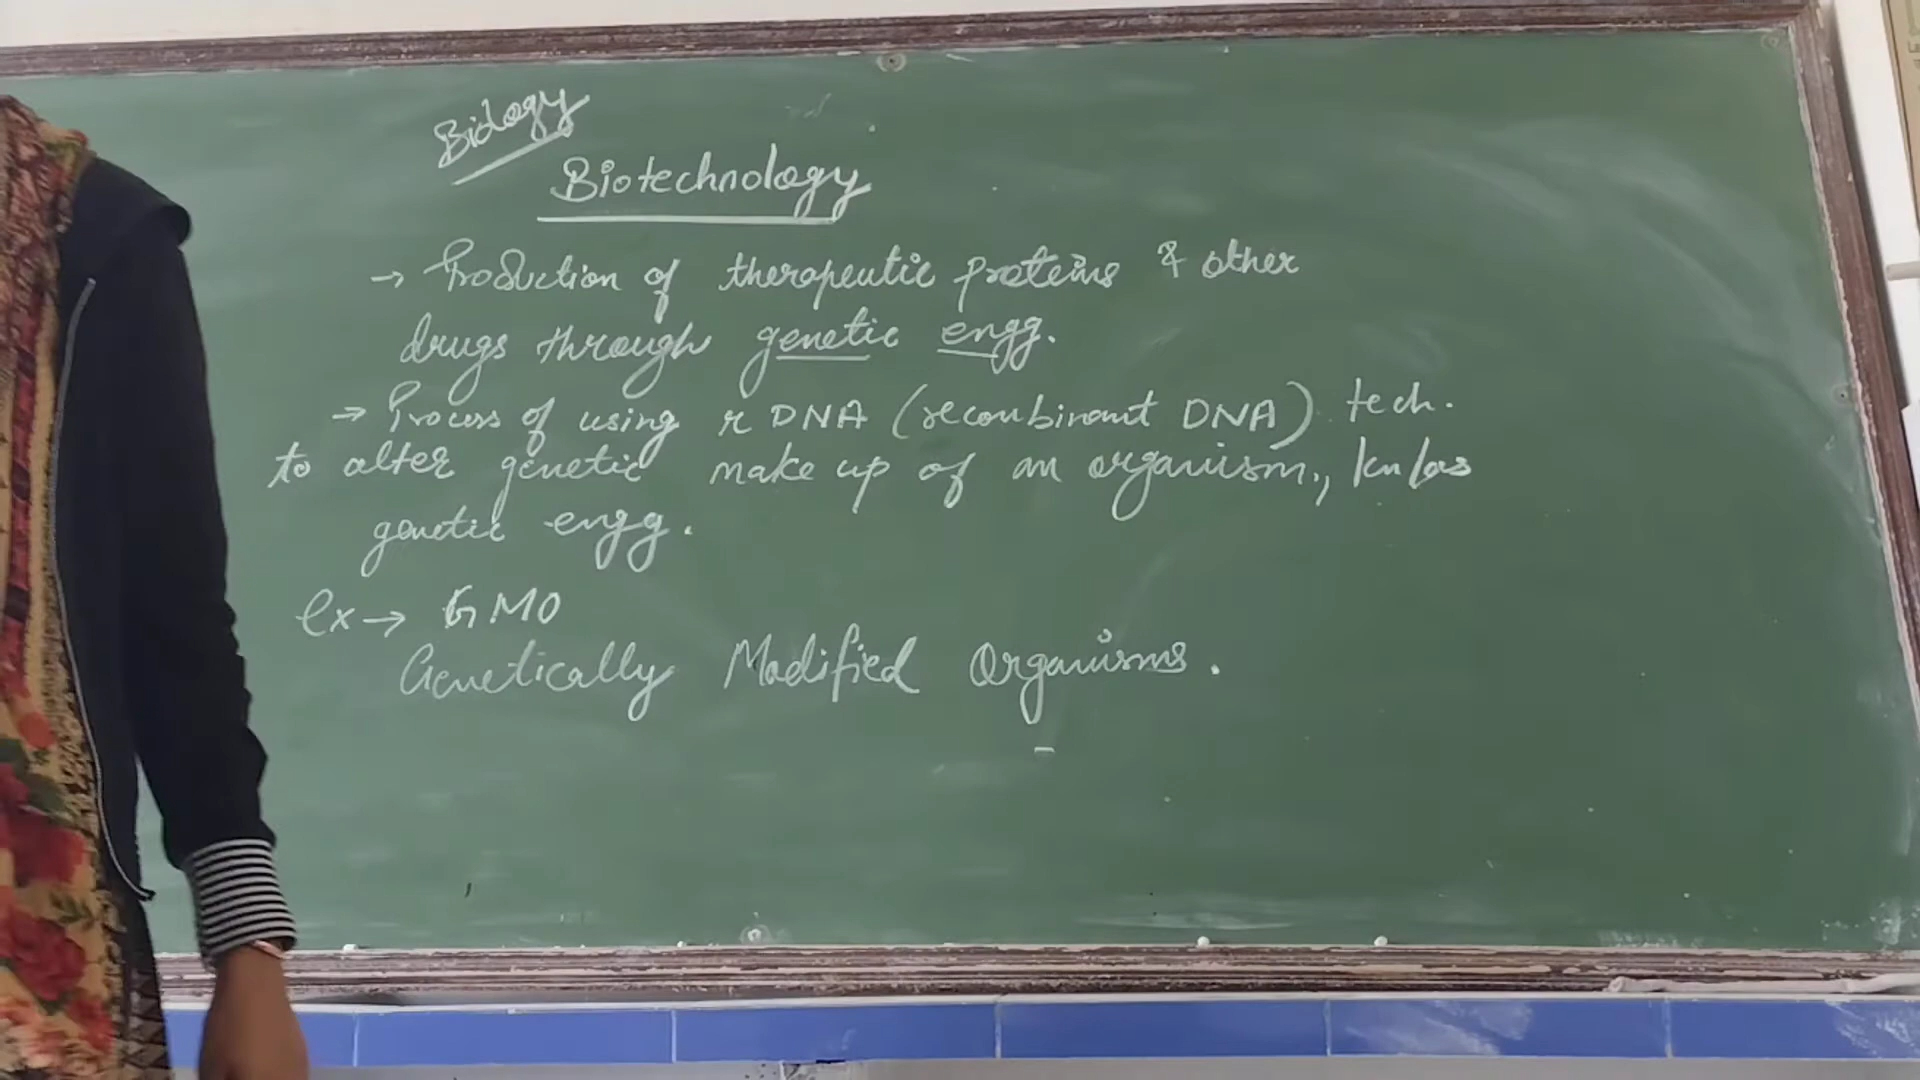 Biology
Biotechnology
→ Production of therapeutic proteins & other
drugs through genetic engg.
→ Process of using r DNA (recombinant DNA) tech.
to alter genetic make up of an organism, kn/as
genetic engg.
ex → GMO
Genetically Modified Organisms.